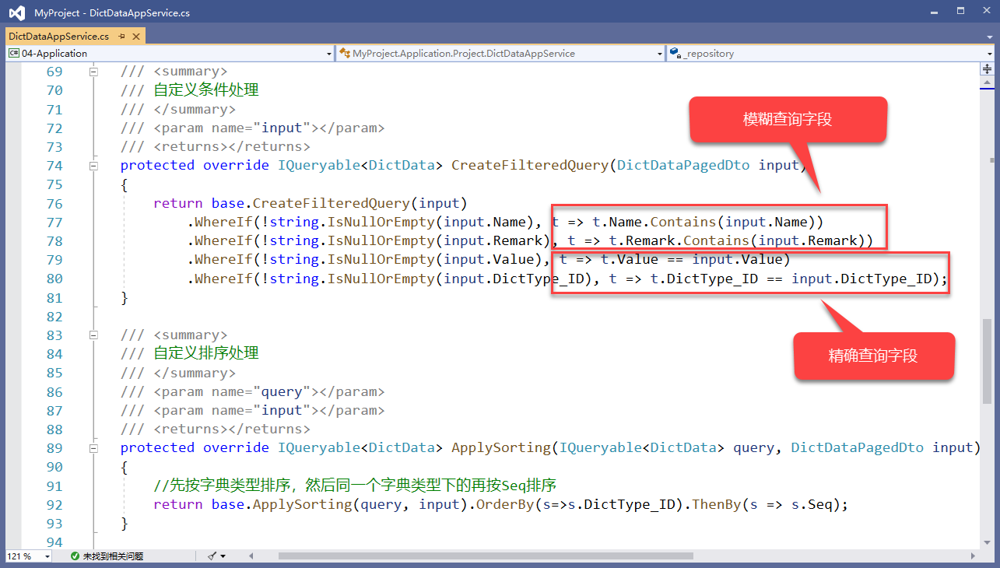 MyProject - DictDataAppService.cs
DictDataAppService.cs
C# 04-Application
MyProject.Application.Project.DictDataAppService
_repository
69 /// <summary>
70 /// 自定义条件处理
71 /// </summary>
72 /// <param name="input"></param>
73 /// <returns></returns>
74 protected override IQueryable<DictData> CreateFilteredQuery(DictDataPagedDto input)
75 {
76 return base.CreateFilteredQuery(input)
77 .WhereIf(!string.IsNullOrEmpty(input.Name), t => t.Name.Contains(input.Name))
78 .WhereIf(!string.IsNullOrEmpty(input.Remark), t => t.Remark.Contains(input.Remark))
79 .WhereIf(!string.IsNullOrEmpty(input.Value), t => t.Value == input.Value)
80 .WhereIf(!string.IsNullOrEmpty(input.DictType_ID), t => t.DictType_ID == input.DictType_ID);
81 }
82
83 /// <summary>
84 /// 自定义排序处理
85 /// </summary>
86 /// <param name="query"></param>
87 /// <param name="input"></param>
88 /// <returns></returns>
89 protected override IQueryable<DictData> ApplySorting(IQueryable<DictData> query, DictDataPagedDto input)
90 {
91 //先按字典类型排序，然后同一个字典类型下的再按Seq排序
92 return base.ApplySorting(query, input).OrderBy(s=>s.DictType_ID).ThenBy(s => s.Seq);
93 }
94
模糊查询字段
精确查询字段
121 %
未找到相关问题